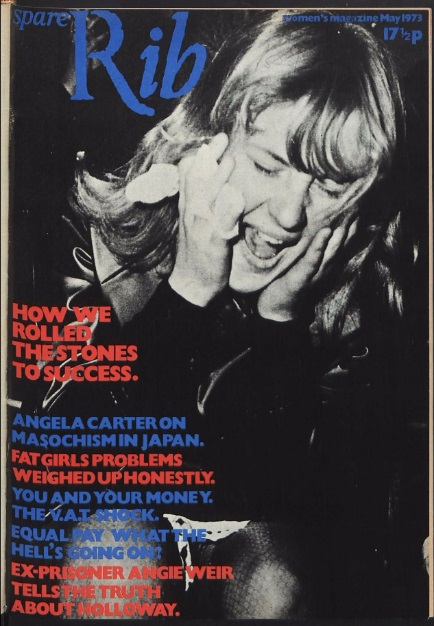 spare
Rib
women's magazine May 1973
17½p
HOW WE
ROLLED
THE STONES
TO SUCCESS.
ANGELA CARTER ON
MASOCHISM IN JAPAN.
FAT GIRLS PROBLEMS
WEIGHED UP HONESTLY.
YOU AND YOUR MONEY.
THE V.A.T. SHOCK.
EQUAL PAY WHAT THE
HELL'S GOING ON?
EX-PRISONER ANGIE WEIR
TELLS THE TRUTH
ABOUT HOLLOWAY.